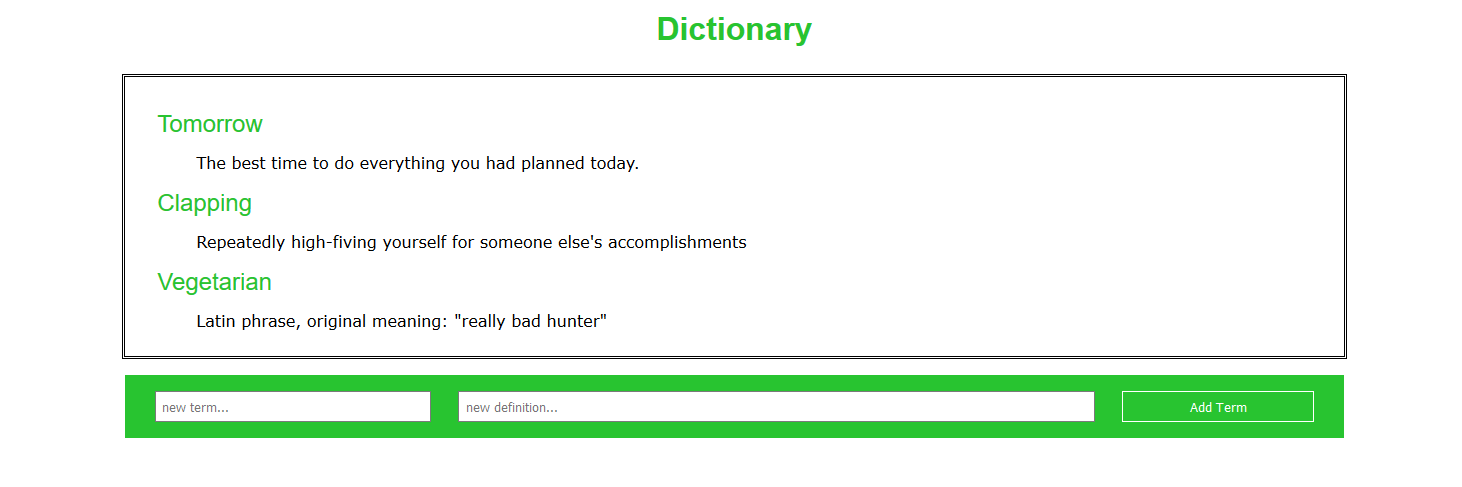 Dictionary
Tomorrow
The best time to do everything you had planned today.
Clapping
Repeatedly high-fiving yourself for someone else's accomplishments
Vegetarian
Latin phrase, original meaning: "really bad hunter"
new term... new definition... Add Term